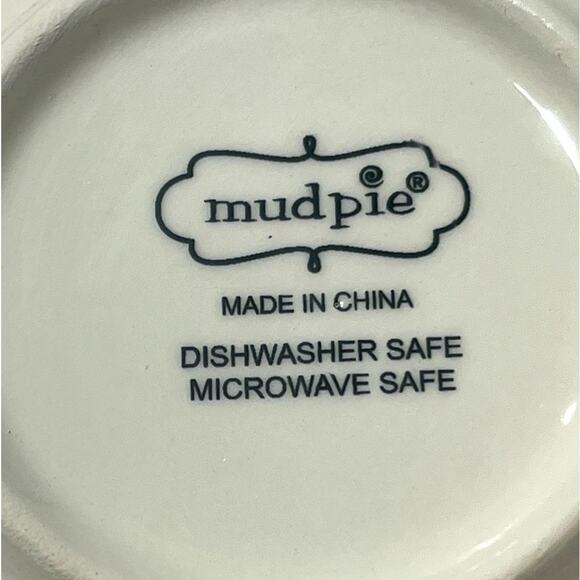 mudpie®
MADE IN CHINA
DISHWASHER SAFE
MICROWAVE SAFE